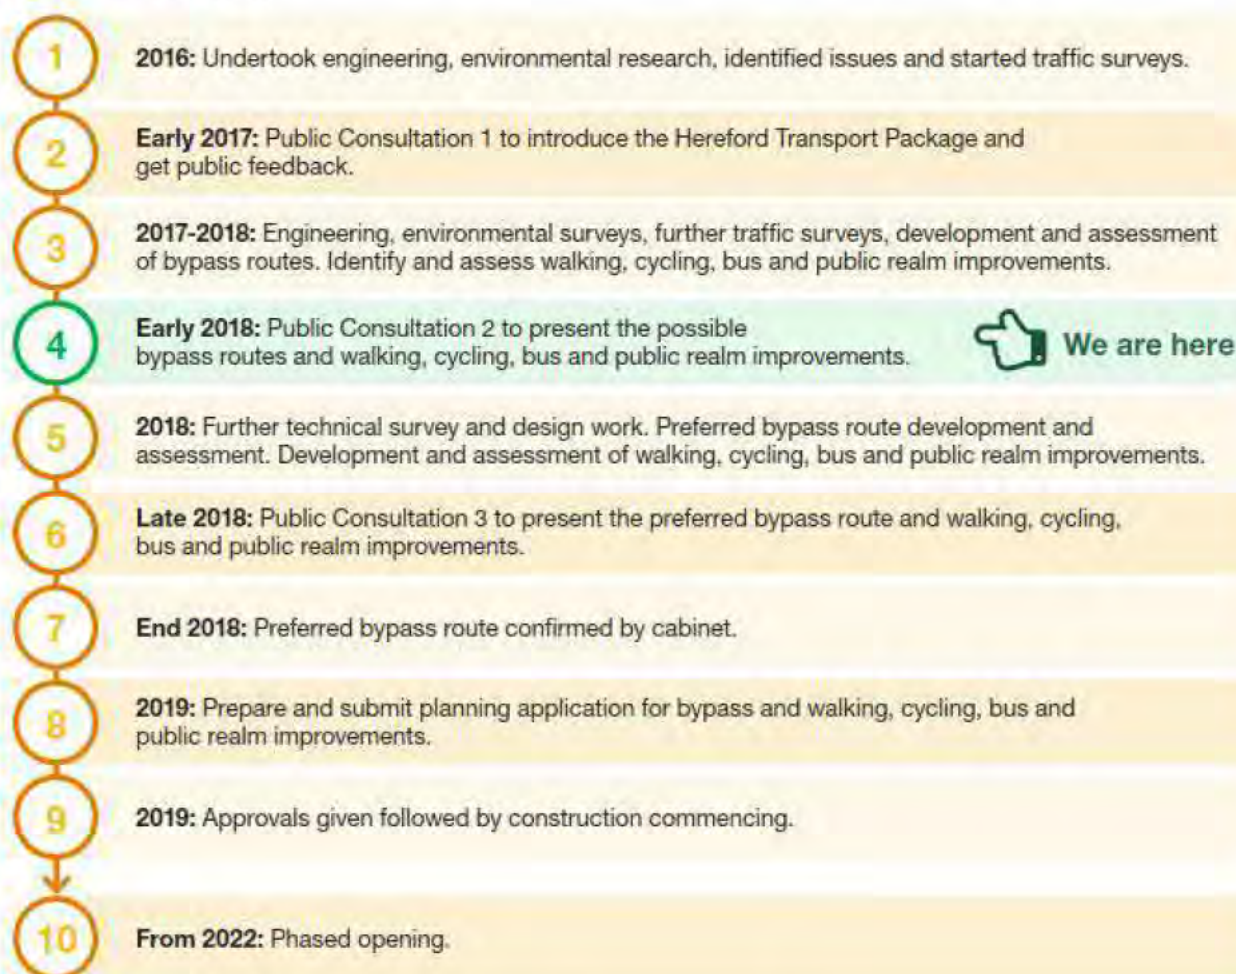 1
2016: Undertook engineering, environmental research, identified issues and started traffic surveys.
2
Early 2017: Public Consultation 1 to introduce the Hereford Transport Package and
get public feedback.
3
2017-2018: Engineering, environmental surveys, further traffic surveys, development and assessment
of bypass routes. Identify and assess walking, cycling, bus and public realm improvements.
4
Early 2018: Public Consultation 2 to present the possible
bypass routes and walking, cycling, bus and public realm improvements.
We are here
5
2018: Further technical survey and design work. Preferred bypass route development and
assessment. Development and assessment of walking, cycling, bus and public realm improvements.
6
Late 2018: Public Consultation 3 to present the preferred bypass route and walking, cycling,
bus and public realm improvements.
7
End 2018: Preferred bypass route confirmed by cabinet.
8
2019: Prepare and submit planning application for bypass and walking, cycling, bus and
public realm improvements.
9
2019: Approvals given followed by construction commencing.
10
From 2022: Phased opening.